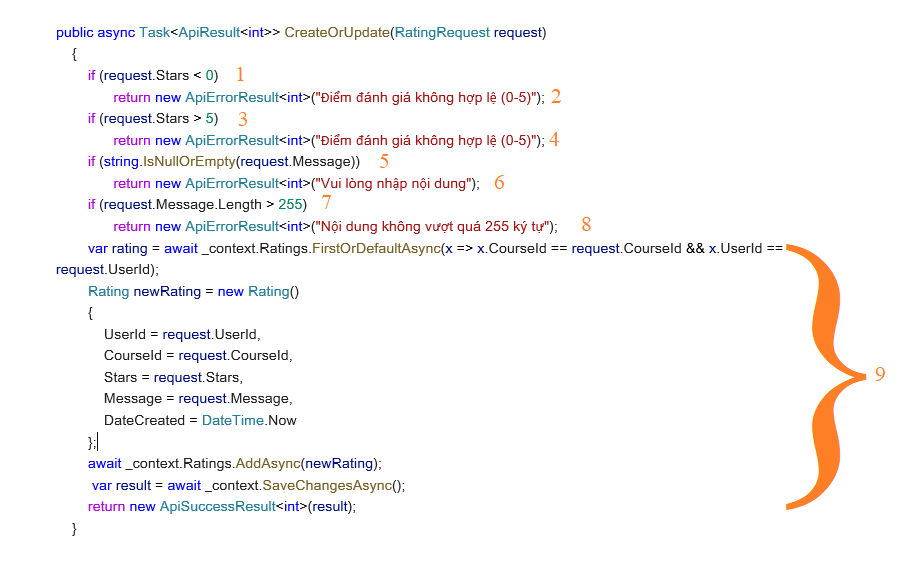 public async Task<ApiResult<int>> CreateOrUpdate(RatingRequest request)
{
if (request.Stars < 0) 1
return new ApiErrorResult<int>("Điểm đánh giá không hợp lệ (0-5)"); 2
if (request.Stars > 5) 3
return new ApiErrorResult<int>("Điểm đánh giá không hợp lệ (0-5)"); 4
if (string.IsNullOrEmpty(request.Message)) 5
return new ApiErrorResult<int>("Vui lòng nhập nội dung"); 6
if (request.Message.Length > 255) 7
return new ApiErrorResult<int>("Nội dung không vượt quá 255 ký tự"); 8
var rating = await _context.Ratings.FirstOrDefaultAsync(x => x.CourseId == request.CourseId && x.UserId ==
request.UserId);
Rating newRating = new Rating()
{
UserId = request.UserId,
CourseId = request.CourseId,
Stars = request.Stars,
9
Message = request.Message,
DateCreated = DateTime.Now
};
await _context.Ratings.AddAsync(newRating);
var result = await _context.SaveChangesAsync();
return new ApiSuccessResult<int>(result);
}